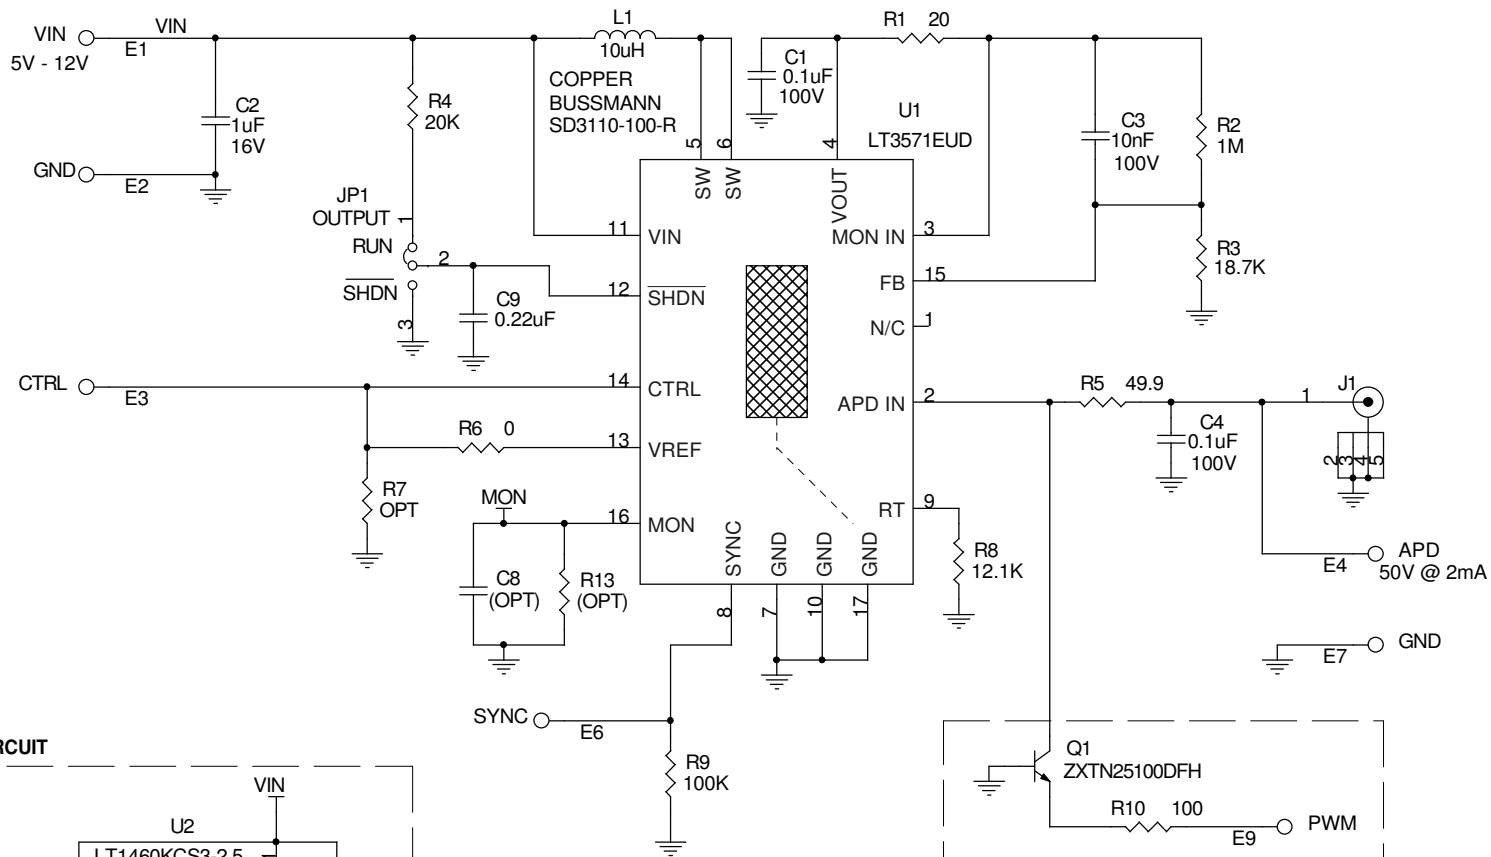 VIN
5V - 12V
E1
VIN
GND
E2
C2
1uF
16V
R4
20K
L1
10uH
COPPER
BUSSMANN
SD3110-100-R
C1
0.1uF
100V
R1 20
U1
LT3571EUD
C3
10nF
100V
R2
1M
R3
18.7K
JP1
OUTPUT
RUN
SHDN
1
2
3
C9
0.22uF
5
6
4
SW
SW
VOUT
11 VIN
12 SHDN
14 CTRL
13 VREF
16 MON
MON IN 3
FB 15
N/C 1
APD IN 2
RT 9
SYNC
GND
GND
GND
8
7
10
17
CTRL
E3
R6 0
R7
OPT
MON
C8
(OPT)
R13
(OPT)
R5 49.9
C4
0.1uF
100V
1
J1
2
3
4
5
R8
12.1K
E4
APD
50V @ 2mA
E7
GND
SYNC
E6
R9
100K
Q1
ZXTN25100DFH
R10 100
E9
PWM
RCUIT
VIN
U2
LT1460KCS3-2.5
1